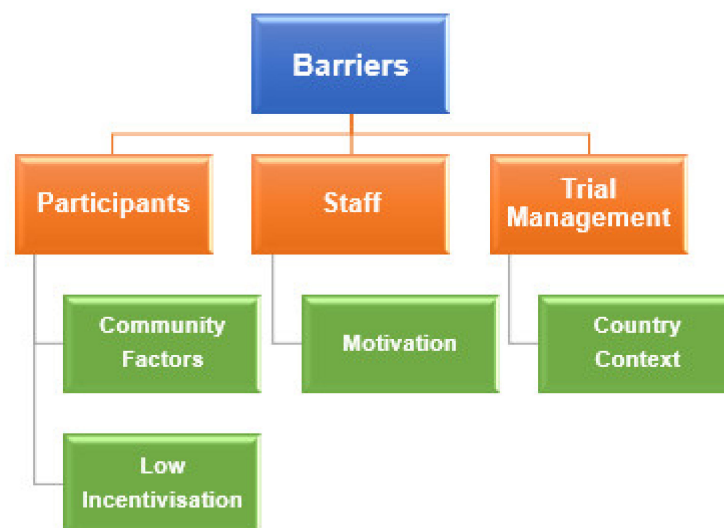 Barriers
Participants
Staff
Trial
Management
Community
Factors
Motivation
Country
Context
Low
Incentivisation